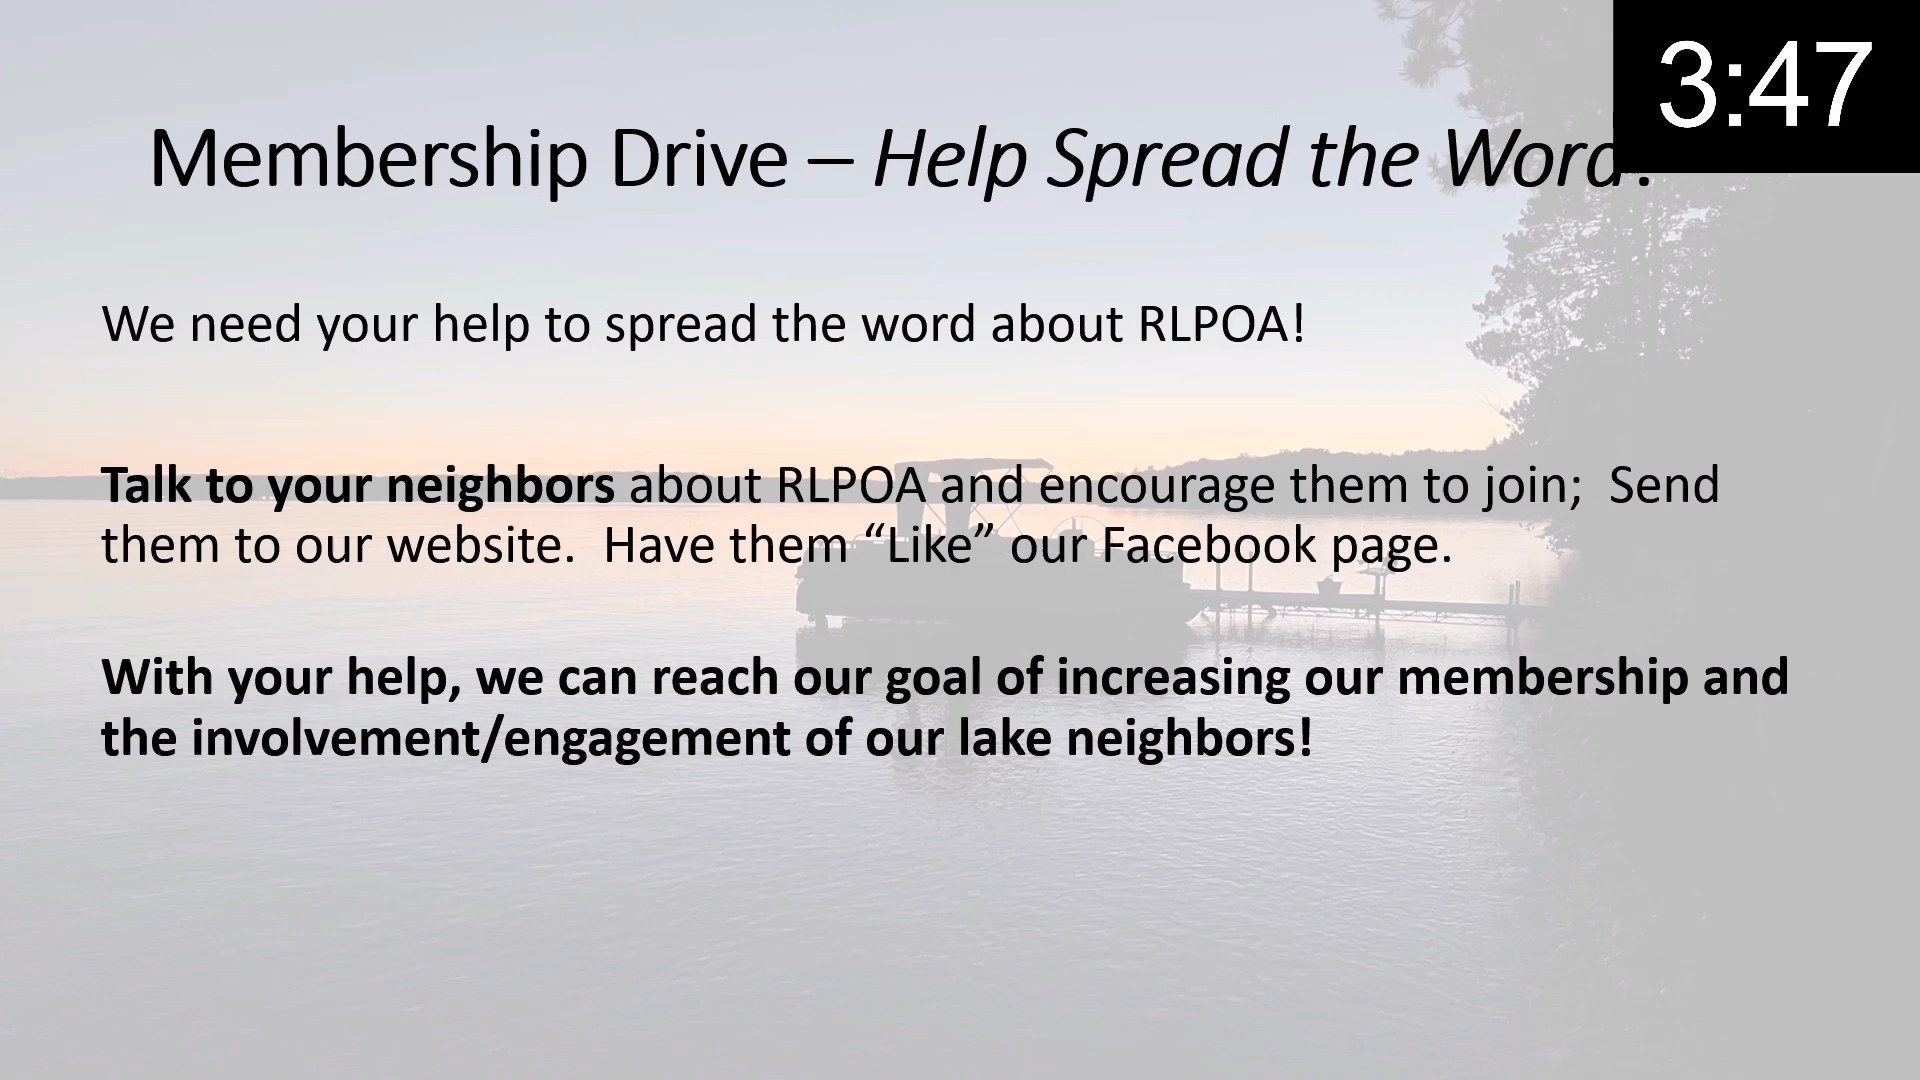 3:47
Membership Drive – Help Spread the Word!
We need your help to spread the word about RLPOA!
Talk to your neighbors about RLPOA and encourage them to join;  Send
them to our website.  Have them “Like” our Facebook page.
With your help, we can reach our goal of increasing our membership and
the involvement/engagement of our lake neighbors!